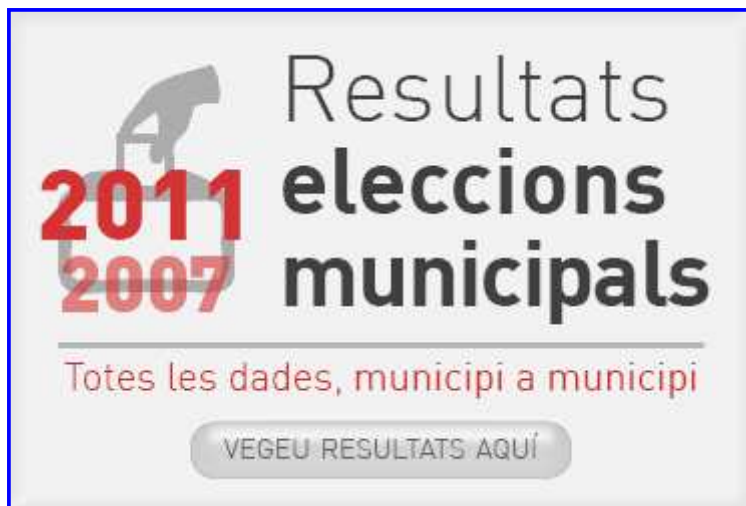 Resultats
eleccions
municipals
2011
2007
Totes les dades, municipi a municipi
VEGEU RESULTATS AQUÍ